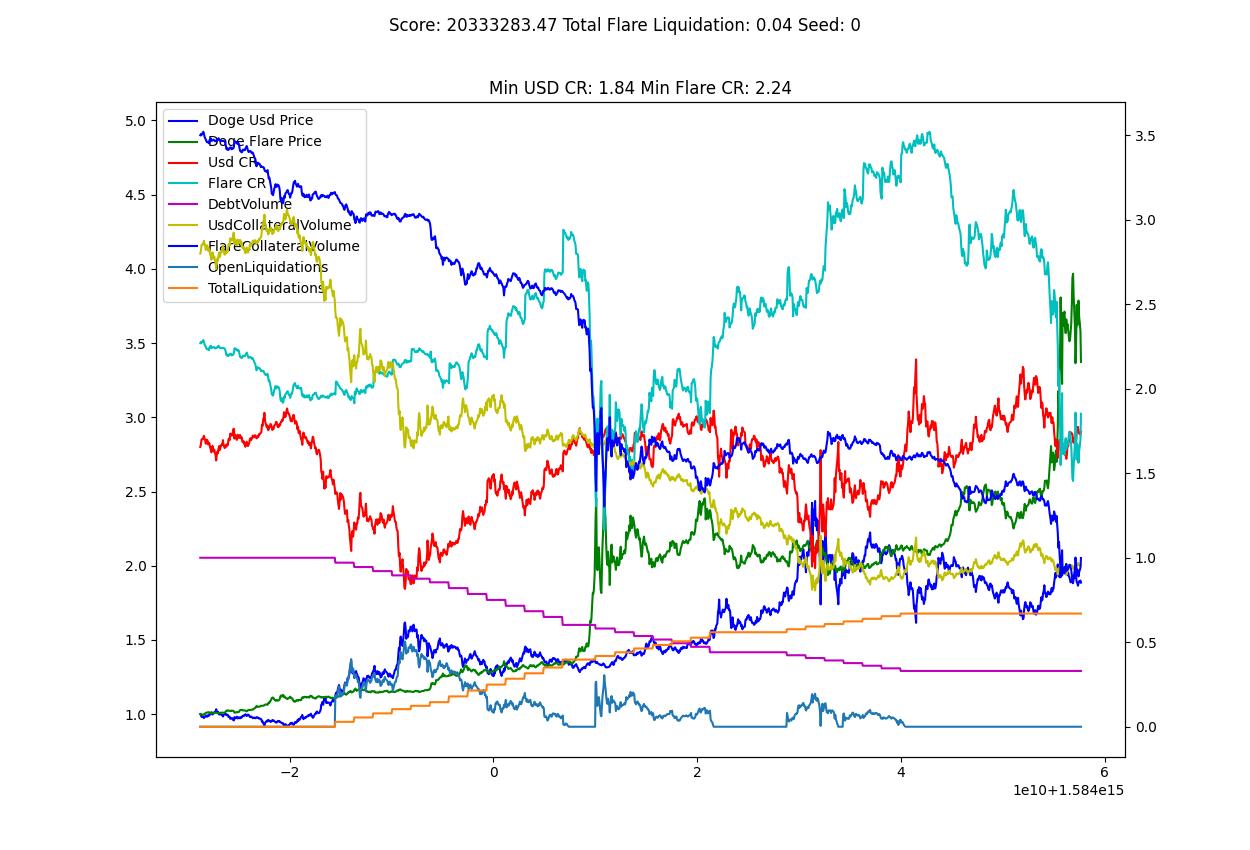 Score: 20333283.47 Total Flare Liquidation: 0.04 Seed: 0
Min USD CR: 1.84 Min Flare CR: 2.24
Doge Usd Price
Doge Flare Price
Usd CR
Flare CR
DebtVolume
UsdCollateralVolume
FlareCollateralVolume
OpenLiquidations
TotalLiquidations
5.0
4.5
4.0
3.5
3.0
2.5
2.0
1.5
1.0
3.5
3.0
2.5
2.0
1.5
1.0
0.5
0.0
−2
0
2
4
6
1e10+1.584e15